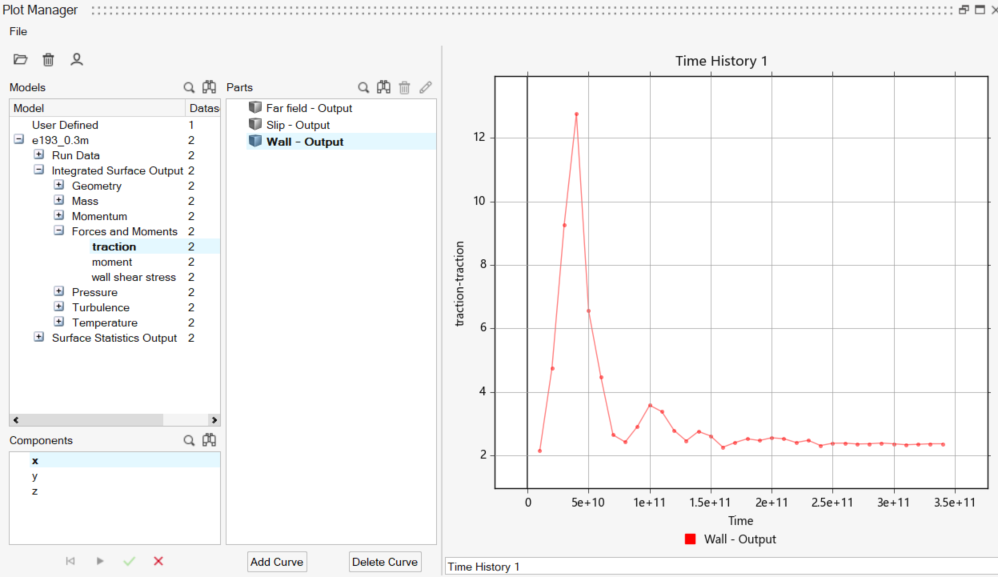 Plot Manager
File
Models
Parts
Model Datas
User Defined 1
e193_0.3m 2
Run Data 2
Integrated Surface Output 2
Geometry 2
Mass 2
Momentum 2
Forces and Moments 2
traction 2
moment 2
wall shear stress 2
Pressure 2
Turbulence 2
Temperature 2
Surface Statistics Output 2
Far field - Output
Slip - Output
Wall - Output
Components
x
y
z
Add Curve
Delete Curve
Time History 1
traction-traction
12
10
8
6
4
2
0 5e+10 1e+11 1.5e+11 2e+11 2.5e+11 3e+11 3.5e+11
Time
Wall - Output
Time History 1